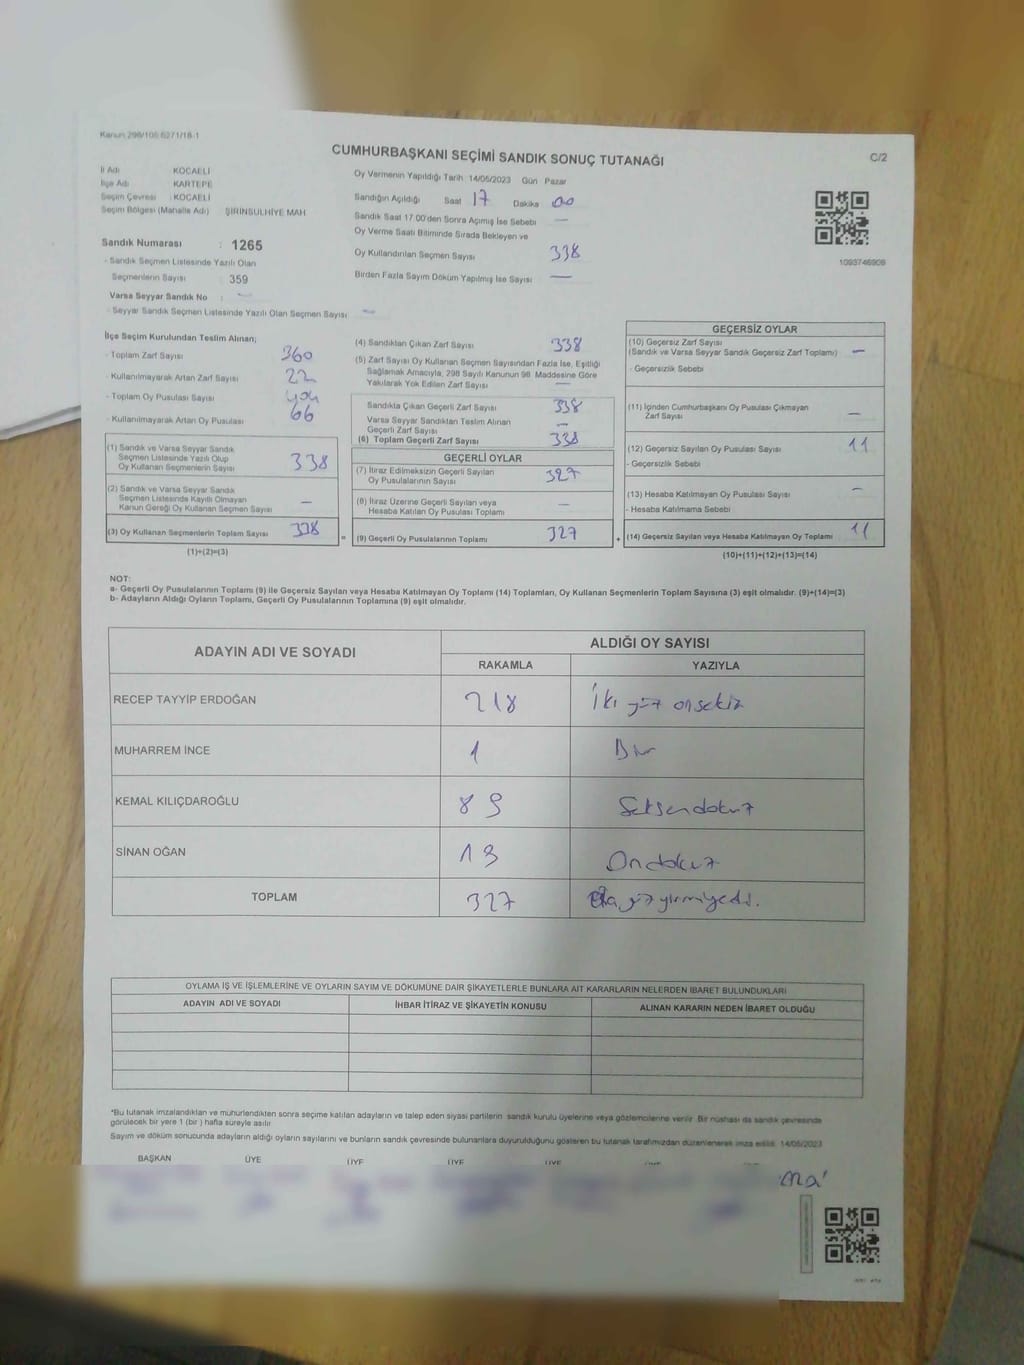 Kanun 298/105 6271/18-1
CUMHURBAŞKANI SEÇİMİ SANDIK SONUÇ TUTANAĞI
C/2
İl Adı KOCAELİ
İlçe Adı KARTEPE
Seçim Çevresi KOCAELİ
Seçim Bölgesi (Mahalle Adı) ŞİRİNSULHİYE MAH.
Sandık Numarası : 1265
- Sandık Seçmen Listesinde Yazılı Olan
Seçmenlerin Sayısı 359
Varsa Seyyar Sandık No : —
- Seyyar Sandık Seçmen Listesinde Yazılı Olan Seçmen Sayısı —
Oy Vermenin Yapıldığı Tarih 14/05/2023 Gün Pazar
Sandığın Açıldığı Saat 17 Dakika 00
Sandık Saat 17.00'den Sonra Açımış İse Sebebi —
Oy Verme Saati Bitiminde Sırada Bekleyen ve
Oy Kullandırılan Seçmen Sayısı 338
Birden Fazla Sayım Döküm Yapılmış İse Sayısı —
1093746909
İlçe Seçim Kurulundan Teslim Alınan;
- Toplam Zarf Sayısı 360
- Kullanılmayarak Artan Zarf Sayısı 22
- Toplam Oy Pusulası Sayısı 404
- Kullanılmayarak Artan Oy Pusulası 66
(1) Sandık ve Varsa Seyyar Sandık
Seçmen Listesinde Yazılı Olup
Oy Kullanan Seçmenlerin Sayısı 338
(2) Sandık ve Varsa Seyyar Sandık
Seçmen Listesinde Kayıtlı Olmayan
Kanun Gereği Oy Kullanan Seçmen Sayısı —
(3) Oy Kullanan Seçmenlerin Toplam Sayısı 338
(1)+(2)=(3)
(4) Sandıktan Çıkan Zarf Sayısı 338
(5) Zarf Sayısı Oy Kullanan Seçmen Sayısından Fazla İse, Eşitliği
Sağlamak Amacıyla, 298 Sayılı Kanunun 98. Maddesine Göre
Yakılarak Yok Edilen Zarf Sayısı —
Sandıkta Çıkan Geçerli Zarf Sayısı 338
Varsa Seyyar Sandıktan Teslim Alınan
Geçerli Zarf Sayısı —
(6) Toplam Geçerli Zarf Sayısı 338
GEÇERLİ OYLAR
(7) İtiraz Edilmeksizin Geçerli Sayılan
Oy Pusulalarının Sayısı 327
(8) İtiraz Üzerine Geçerli Sayılan veya
Hesaba Katılan Oy Pusulası Toplamı —
= (9) Geçerli Oy Pusulalarının Toplamı 327
GEÇERSİZ OYLAR
(10) Geçersiz Zarf Sayısı
(Sandık ve Varsa Seyyar Sandık Geçersiz Zarf Toplamı) —
- Geçersizlik Sebebi
(11) İçinden Cumhurbaşkanı Oy Pusulası Çıkmayan
Zarf Sayısı —
(12) Geçersiz Sayılan Oy Pusulası Sayısı 11
- Geçersizlik Sebebi
(13) Hesaba Katılmayan Oy Pusulası Sayısı —
- Hesaba Katılmama Sebebi
+ (14) Geçersiz Sayılan veya Hesaba Katılmayan Oy Toplamı 11
(10)+(11)+(12)+(13)=(14)
NOT:
a- Geçerli Oy Pusulalarının Toplamı (9) ile Geçersiz Sayılan veya Hesaba Katılmayan Oy Toplamı (14) Toplamları, Oy Kullanan Seçmenlerin Toplam Sayısına (3) eşit olmalıdır. (9)+(14)=(3)
b- Adayların Aldığı Oyların Toplamı, Geçerli Oy Pusulalarının Toplamına (9) eşit olmalıdır.
ADAYIN ADI VE SOYADI ALDIĞI OY SAYISI
RAKAMLA YAZIYLA
RECEP TAYYİP ERDOĞAN 218 İki yüz onsekiz
MUHARREM İNCE 1 Bir
KEMAL KILIÇDAROĞLU 89 Seksendokuz
SİNAN OĞAN 19 Ondokuz
TOPLAM 327 yüz yirmiyedi.
OYLAMA İŞ VE İŞLEMLERİNE VE OYLARIN SAYIM VE DÖKÜMÜNE DAİR ŞİKAYETLERLE BUNLARA AİT KARARLARIN NELERDEN İBARET BULUNDUKLARI
ADAYIN ADI VE SOYADI İHBAR İTİRAZ VE ŞİKAYETİN KONUSU ALINAN KARARIN NEDEN İBARET OLDUĞU
*Bu tutanak imzalandıktan ve mühürlendikten sonra seçime katılan adayların ve talep eden siyasi partilerin sandık kurulu üyelerine veya gözlemcilerine verilir. Bir nüshası da sandık çevresinde
görülecek bir yere 1 (bir) hafta süreyle asılır
Sayım ve döküm sonucunda adayların aldığı oyların sayılarını ve bunların sandık çevresinde bulunanlara duyurulduğunu gösteren bu tutanak tarafımızdan düzenlenerek imza edildi. 14/05/2023
BAŞKAN ÜYE ÜYE ÜYE ÜYE